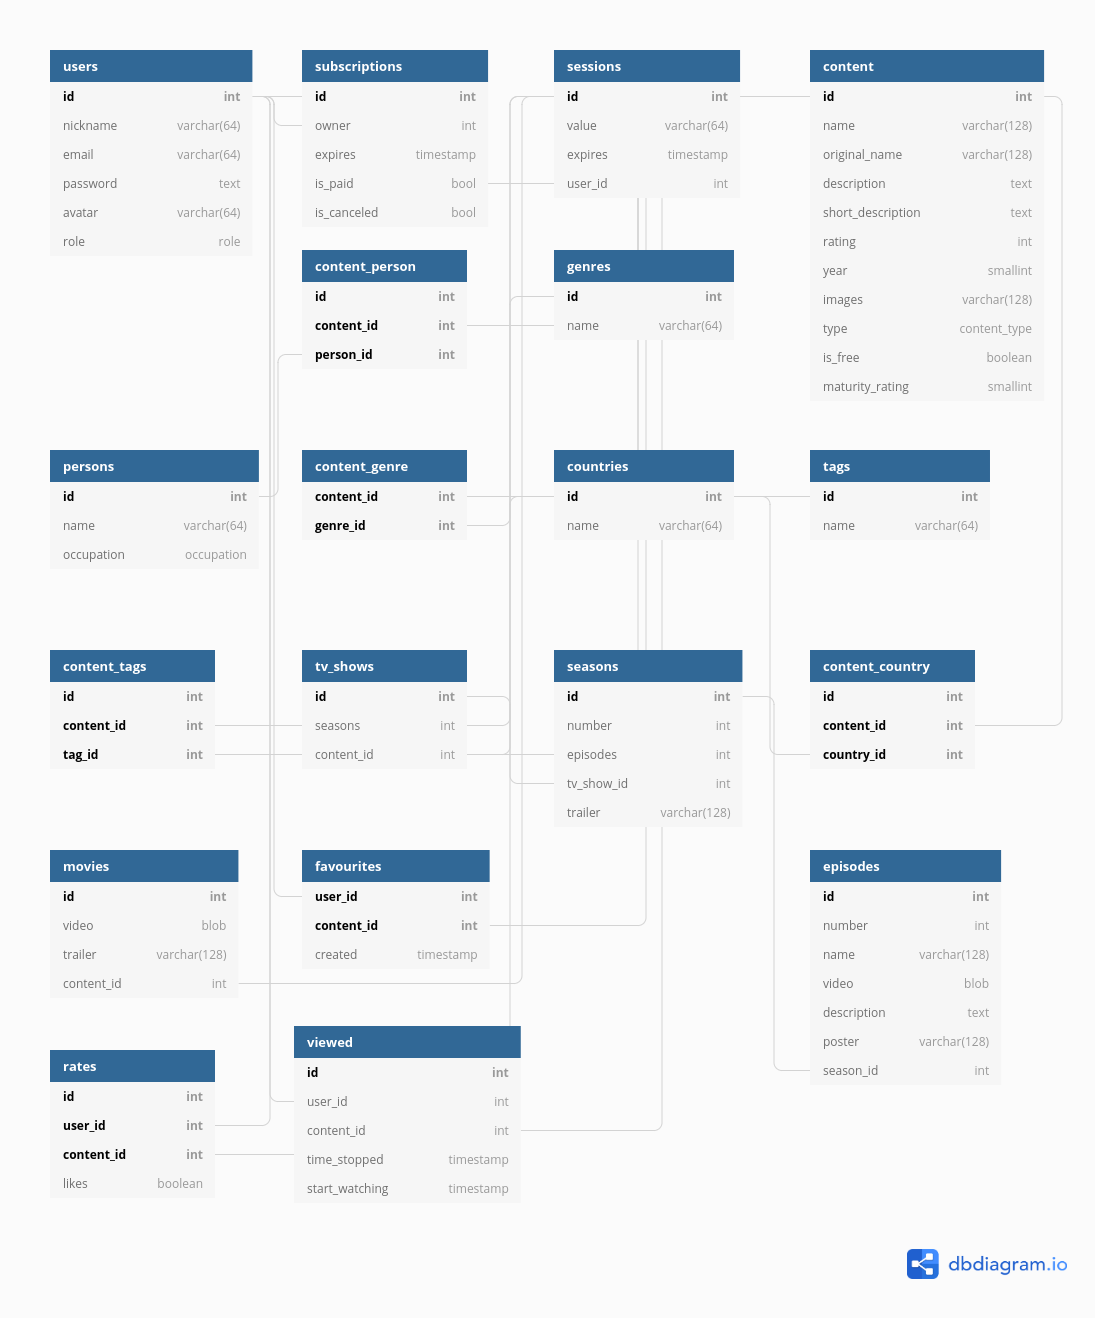 users
id int
nickname varchar(64)
email varchar(64)
password text
avatar varchar(64)
role role
subscriptions
id int
owner int
expires timestamp
is_paid bool
is_canceled bool
sessions
id int
value varchar(64)
expires timestamp
user_id int
content
id int
name varchar(128)
original_name varchar(128)
description text
short_description text
rating int
year smallint
images varchar(128)
type content_type
is_free boolean
maturity_rating smallint
content_person
id int
content_id int
person_id int
genres
id int
name varchar(64)
persons
id int
name varchar(64)
occupation occupation
content_genre
content_id int
genre_id int
countries
id int
name varchar(64)
tags
id int
name varchar(64)
content_tags
id int
content_id int
tag_id int
tv_shows
id int
seasons int
content_id int
seasons
id int
number int
episodes int
tv_show_id int
trailer varchar(128)
content_country
id int
content_id int
country_id int
movies
id int
video blob
trailer varchar(128)
content_id int
favourites
user_id int
content_id int
created timestamp
episodes
id int
number int
name varchar(128)
video blob
description text
poster varchar(128)
season_id int
rates
id int
user_id int
content_id int
likes boolean
viewed
id int
user_id int
content_id int
time_stopped timestamp
start_watching timestamp
dbdiagram.io